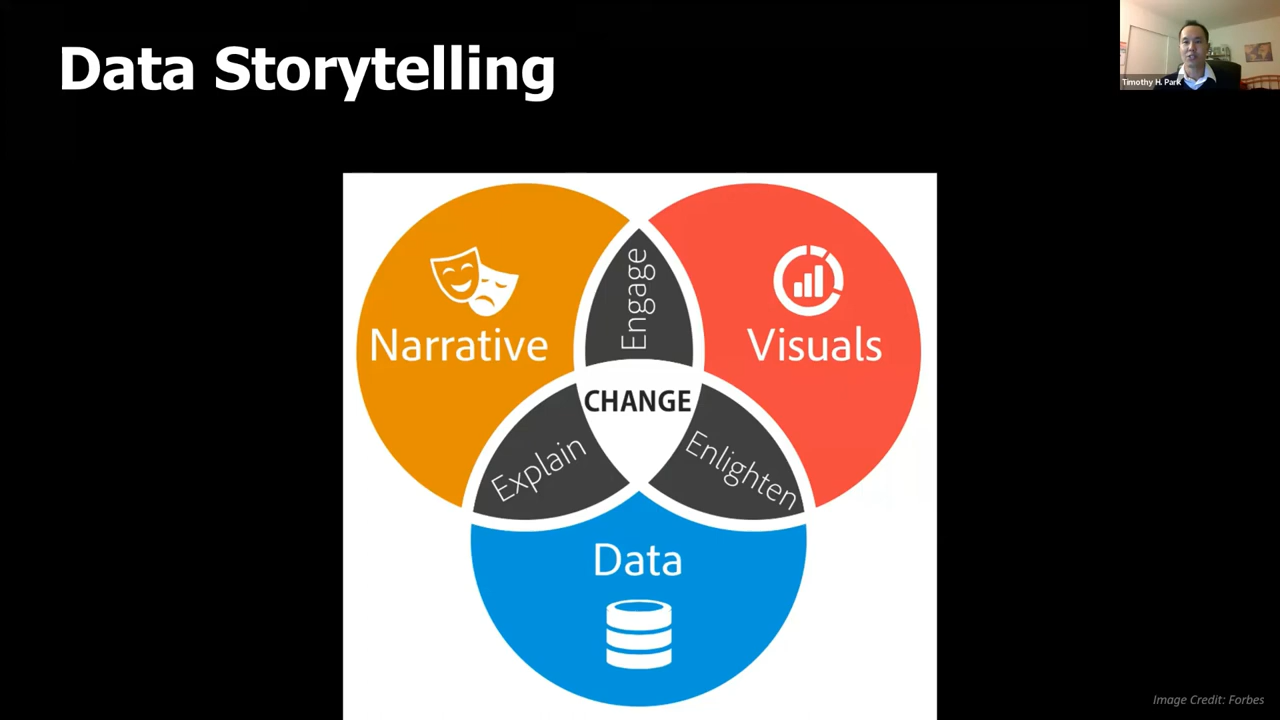 Data Storytelling
Timothy H. Park
Engage
Narrative
Visuals
CHANGE
Explain
Enlighten
Data
Image Credit: Forbes